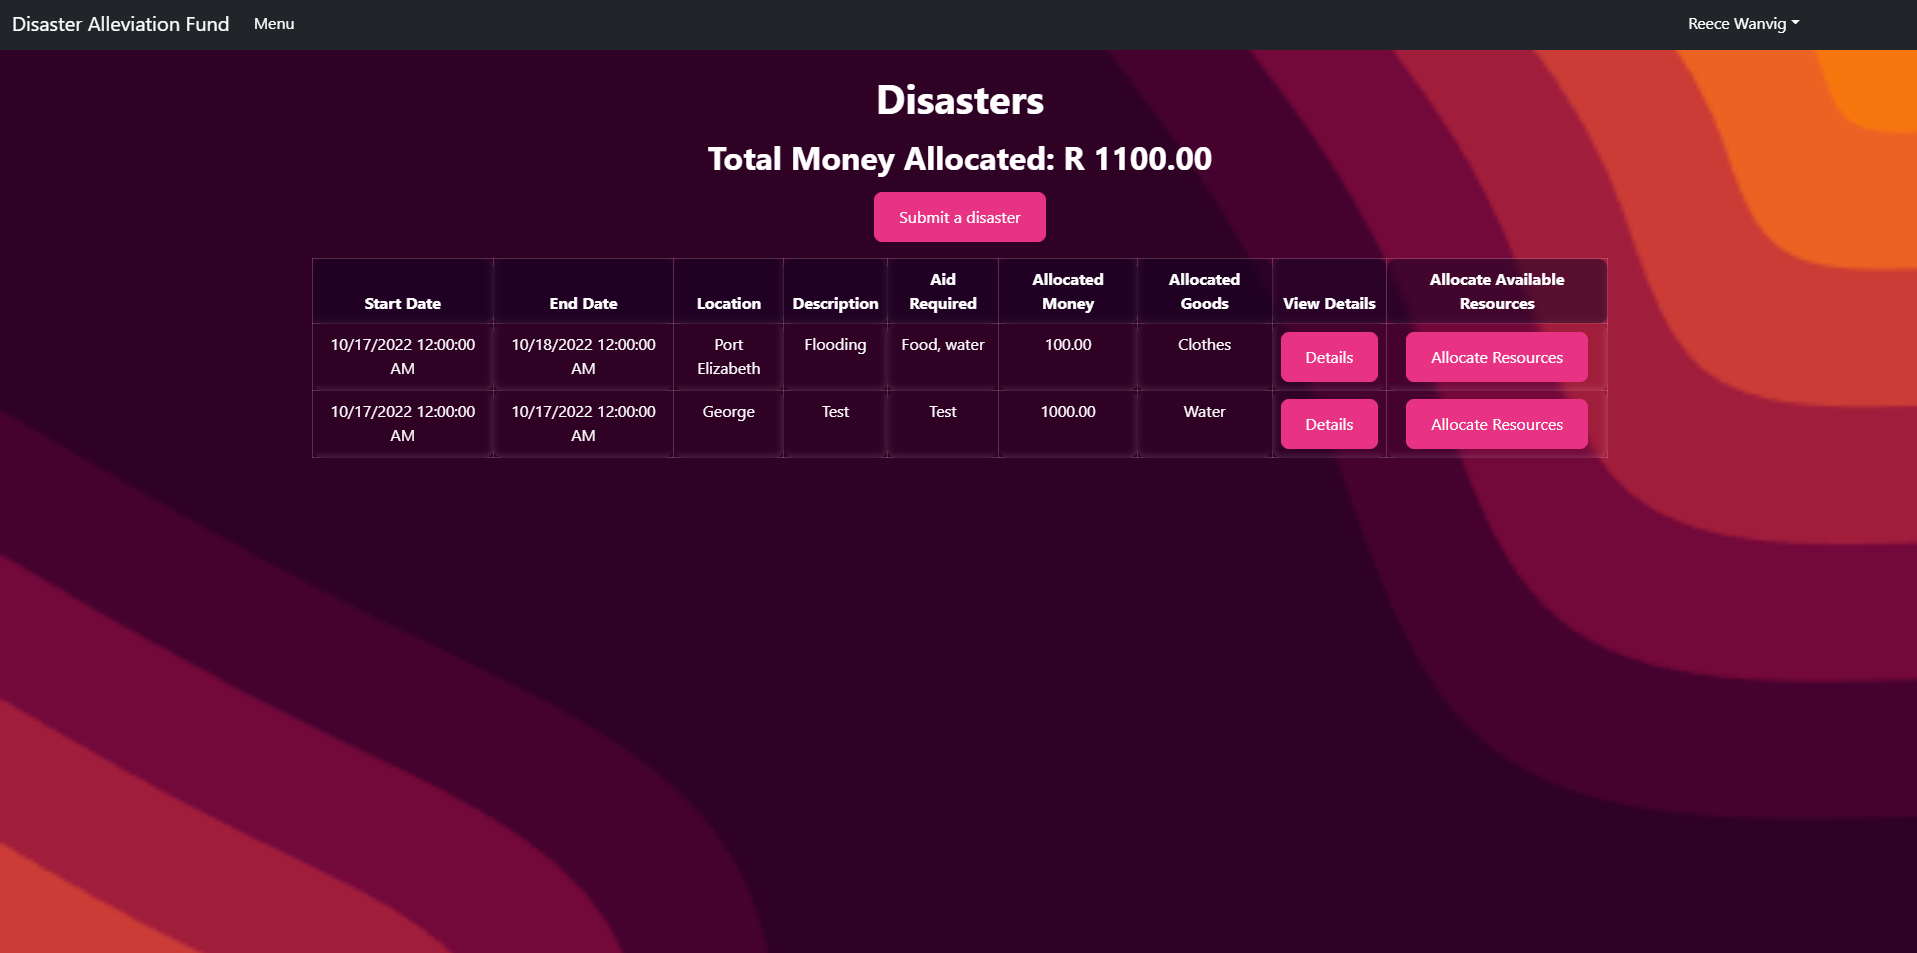 Disaster Alleviation Fund Menu Reece Wanvig
Disasters
Total Money Allocated: R 1100.00
Submit a disaster
Start Date
End Date
Location
Description
Aid
Required
Allocated
Money
Allocated
Goods
View Details
Allocate Available
Resources
10/17/2022 12:00:00
AM
10/18/2022 12:00:00
AM
Port
Elizabeth
Flooding
Food, water
100.00
Clothes
Details
Allocate Resources
10/17/2022 12:00:00
AM
10/17/2022 12:00:00
AM
George
Test
Test
1000.00
Water
Details
Allocate Resources